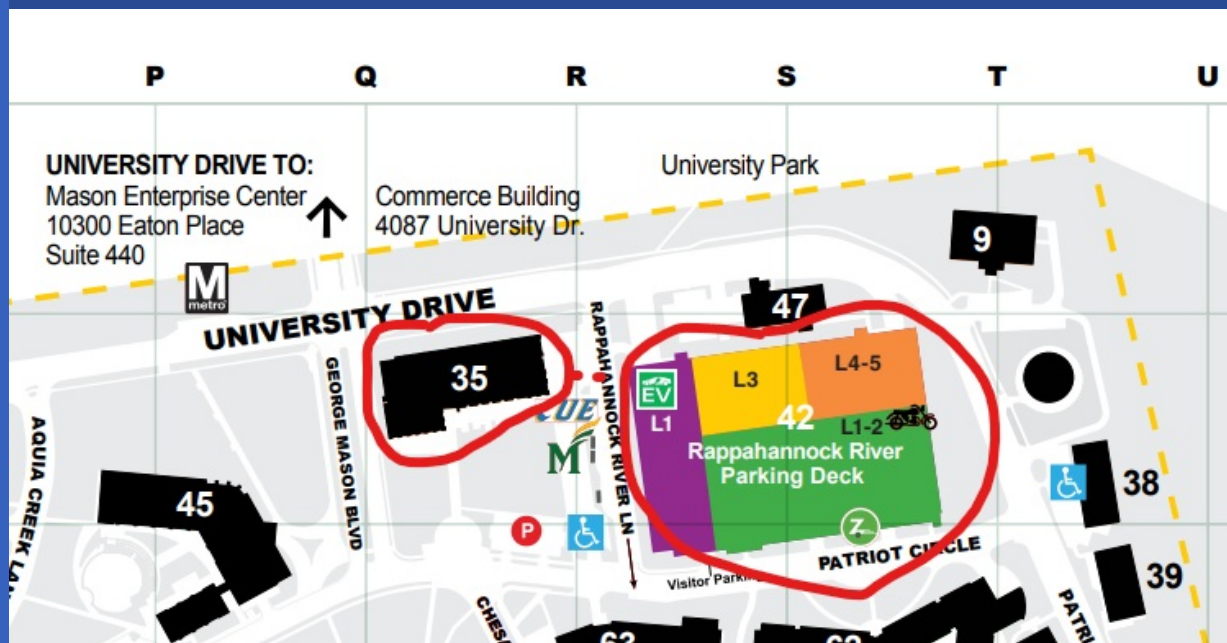 P Q R S T U
UNIVERSITY DRIVE TO:
Mason Enterprise Center
10300 Eaton Place
Suite 440
Commerce Building
4087 University Dr.
University Park
M
metro
UNIVERSITY DRIVE
9
47
35
RAPPAHANNOCK RIVER LN
GEORGE MASON BLVD
AQUIA CREEK
CUE
M
EV
L1
L3
L4-5
42
L1-2
Rappahannock River
Parking Deck
Z
45
P
38
39
PATRIOT CIRCLE
Visitor